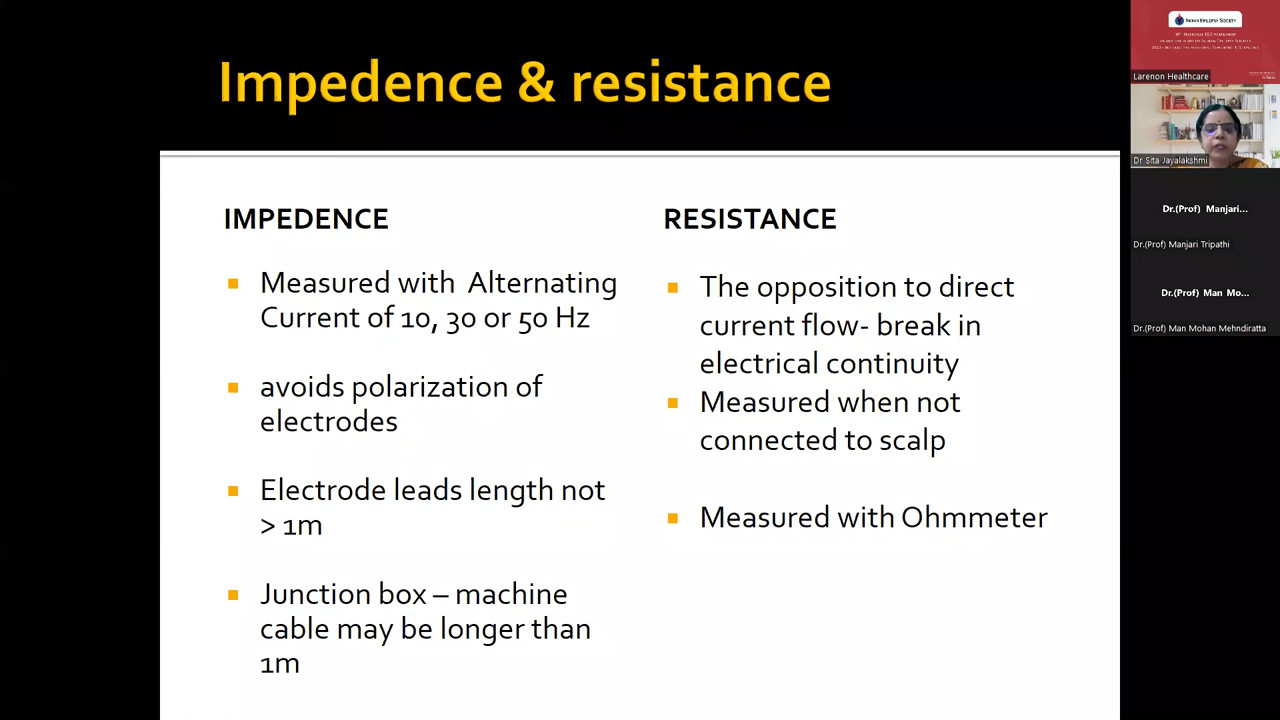 Impedence & resistance
IMPEDENCE
Measured with Alternating
Current of 10, 30 or 50 Hz
avoids polarization of
electrodes
Electrode leads length not
> 1m
Junction box – machine
cable may be longer than
1m
RESISTANCE
The opposition to direct
current flow- break in
electrical continuity
Measured when not
connected to scalp
Measured with Ohmmeter
INDIAN EPILEPSY SOCIETY
Larenon Healthcare
Dr Sita Jayalakshmi
Dr.(Prof) Manjari...
Dr.(Prof) Manjari Tripathi
Dr.(Prof) Man Mo...
Dr.(Prof) Man Mohan Mehndiratta